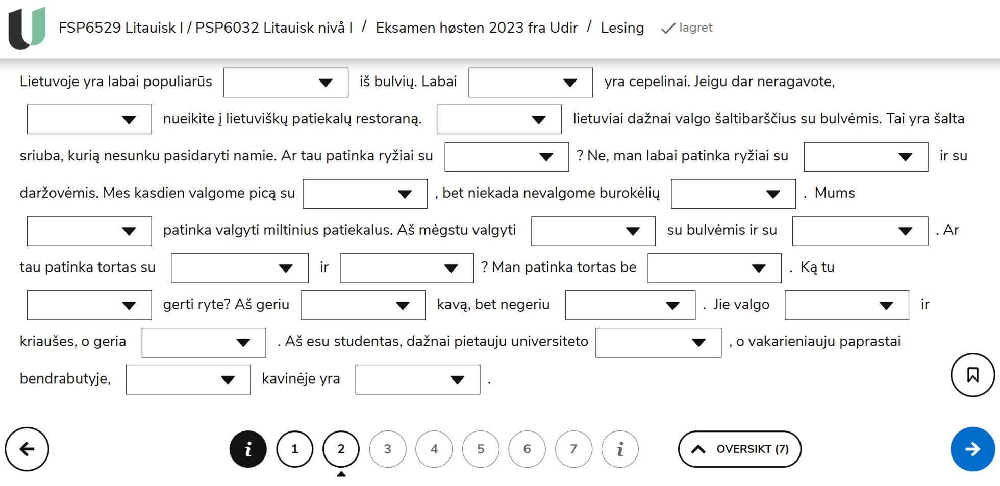 FSP6529 Litauisk I / PSP6032 Litauisk nivå I / Eksamen høsten 2023 fra Udir / Lesing lagret
Lietuvoje yra labai populiarūs iš bulvių. Labai yra cepelinai. Jeigu dar neragavote,
nueikite į lietuviškų patiekalų restoraną. lietuviai dažnai valgo šaltibarščius su bulvėmis. Tai yra šalta
sriuba, kurią nesunku pasidaryti namie. Ar tau patinka ryžiai su ? Ne, man labai patinka ryžiai su ir su
daržovėmis. Mes kasdien valgome picą su , bet niekada nevalgome burokėlių . Mums
patinka valgyti miltinius patiekalus. Aš mėgstu valgyti su bulvėmis ir su . Ar
tau patinka tortas su ir ? Man patinka tortas be . Ką tu
gerti ryte? Aš geriu kavą, bet negeriu . Jie valgo ir
kriaušes, o geria . Aš esu studentas, dažnai pietauju universiteto , o vakarieniauju paprastai
bendrabutyje, kavinėje yra .
i 1 2 3 4 5 6 7 i OVERSIKT (7)